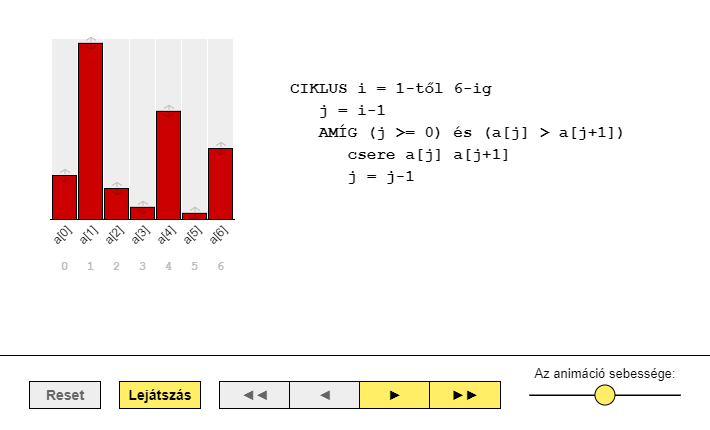 CIKLUS i = 1-től 6-ig
j = i-1
AMÍG (j >= 0) és (a[j] > a[j+1])
csere a[j] a[j+1]
j = j-1
a[0] a[1] a[2] a[3] a[4] a[5] a[6]
0 1 2 3 4 5 6
Az animáció sebessége:
Reset Lejátszás